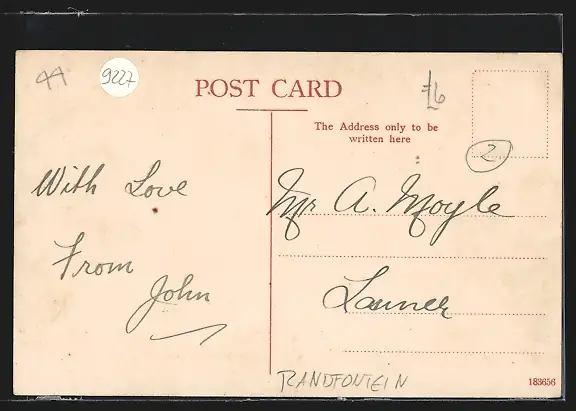 44
9227
POST CARD
£6
The Address only to be
written here
2
With Love
From
John
Mr A. Moyle
Lanner
RANDFONTEIN
183656